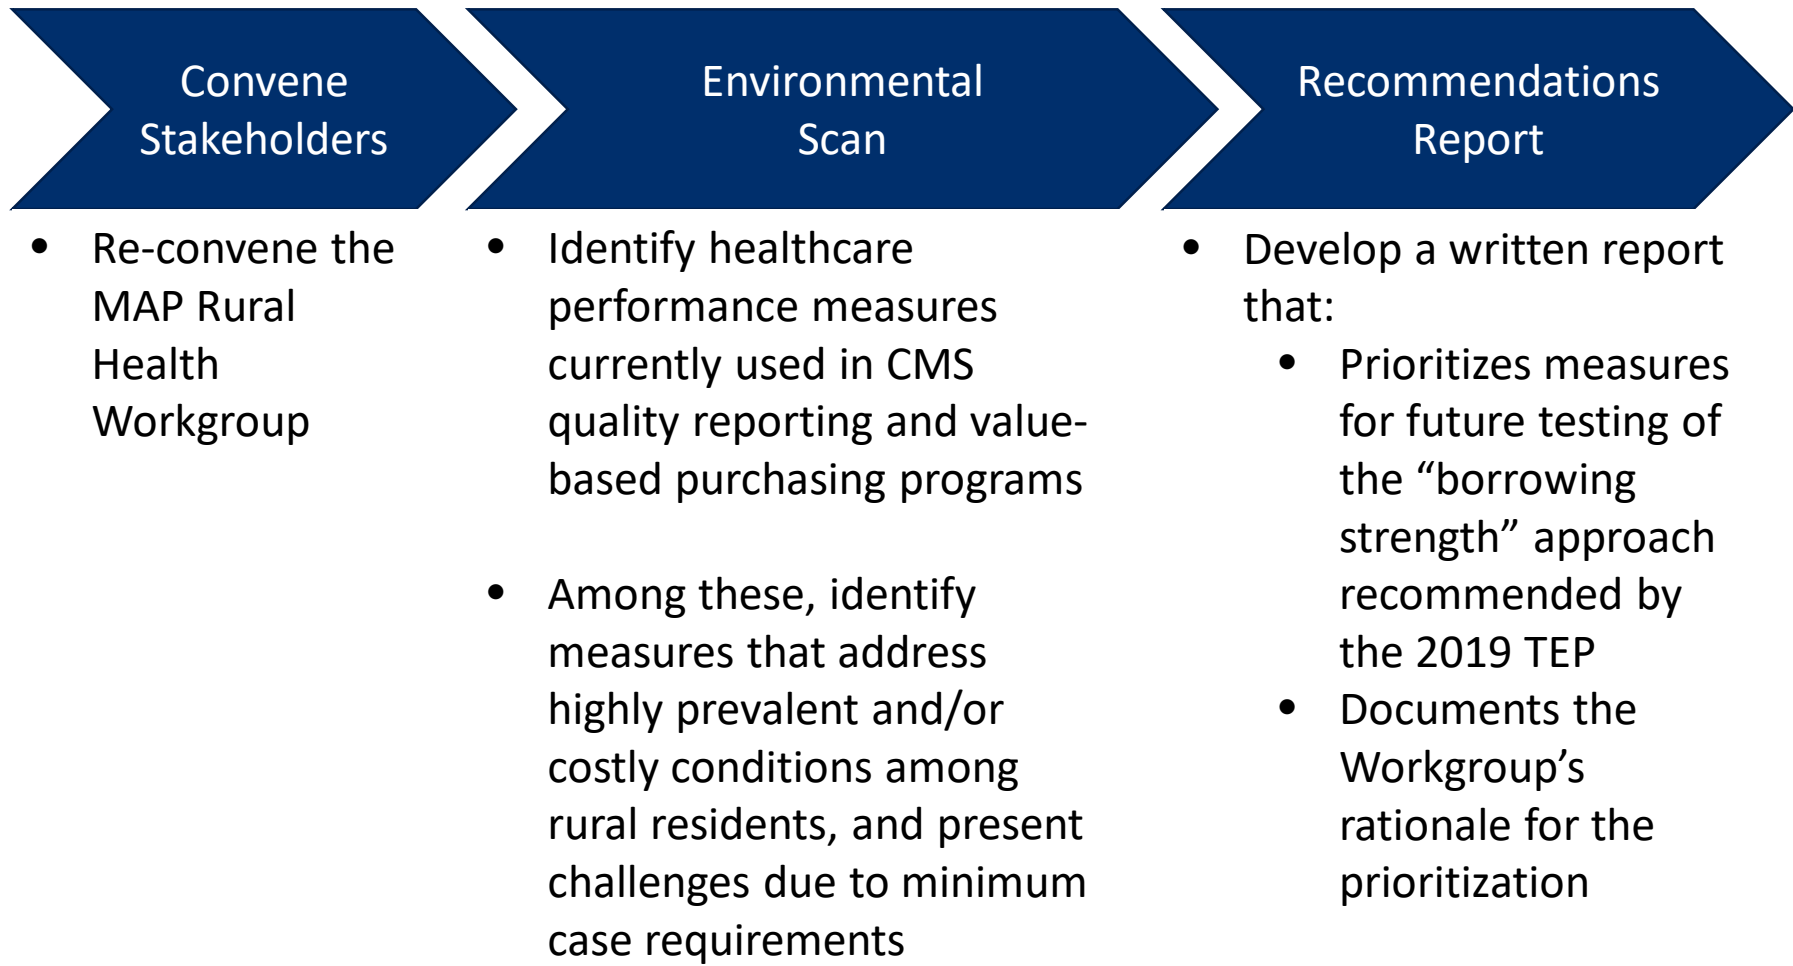 Convene
Stakeholders
Environmental
Scan
Recommendations
Report
• Re-convene the
MAP Rural
Health
Workgroup
• Identify healthcare
performance measures
currently used in CMS
quality reporting and value-
based purchasing programs
• Among these, identify
measures that address
highly prevalent and/or
costly conditions among
rural residents, and present
challenges due to minimum
case requirements
• Develop a written report
that:
• Prioritizes measures
for future testing of
the “borrowing
strength” approach
recommended by
the 2019 TEP
• Documents the
Workgroup’s
rationale for the
prioritization